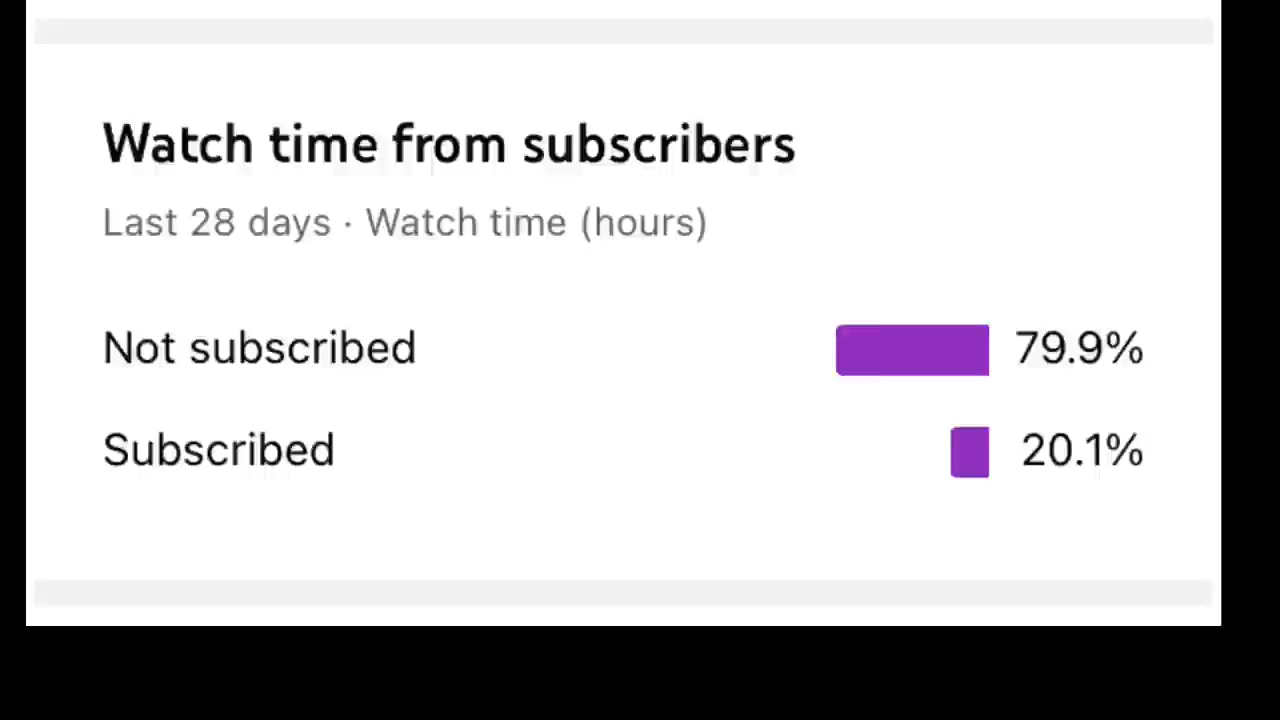 Watch time from subscribers
Last 28 days · Watch time (hours)
Not subscribed 79.9%
Subscribed 20.1%